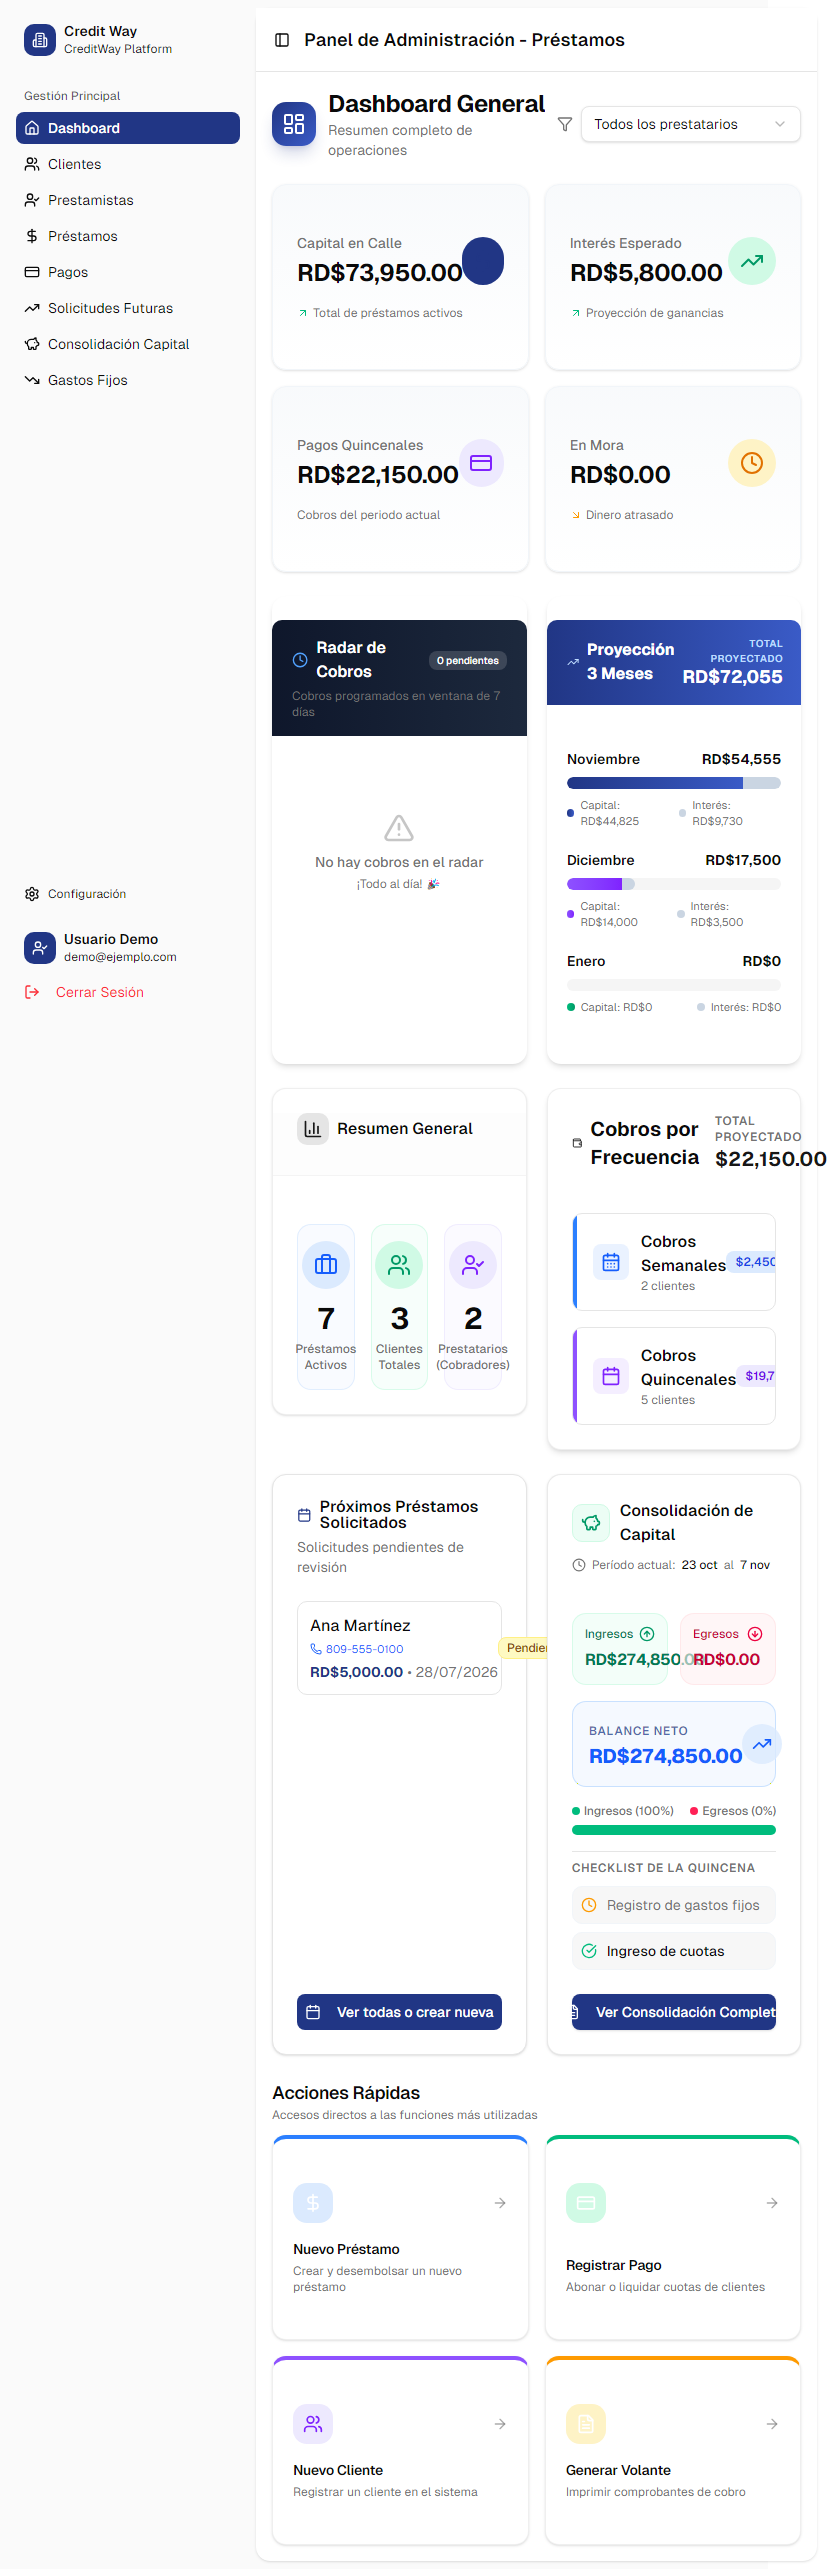 Credit Way
CreditWay Platform
Gestión Principal
Dashboard
Clientes
Prestamistas
Préstamos
Pagos
Solicitudes Futuras
Consolidación Capital
Gastos Fijos
Configuración
Usuario Demo
demo@ejemplo.com
Cerrar Sesión
Panel de Administración - Préstamos
Dashboard General
Resumen completo de
operaciones
Todos los prestatarios
Capital en Calle
RD$73,950.00
Total de préstamos activos
Interés Esperado
RD$5,800.00
Proyección de ganancias
Pagos Quincenales
RD$22,150.00
Cobros del periodo actual
En Mora
RD$0.00
Dinero atrasado
Radar de
Cobros
0 pendientes
Cobros programados en ventana de 7
días
No hay cobros en el radar
¡Todo al día! 🎉
Proyección
3 Meses
TOTAL
PROYECTADO
RD$72,055
Noviembre RD$54,555
Capital:
RD$44,825
Interés:
RD$9,730
Diciembre RD$17,500
Capital:
RD$14,000
Interés:
RD$3,500
Enero RD$0
Capital: RD$0 Interés: RD$0
Resumen General
7
Préstamos
Activos
3
Clientes
Totales
2
Prestatarios
(Cobradores)
Cobros por
Frecuencia
TOTAL
PROYECTADO
$22,150.00
Cobros
Semanales
$2,450
2 clientes
Cobros
Quincenales
$19,7
5 clientes
Próximos Préstamos
Solicitados
Solicitudes pendientes de
revisión
Ana Martínez
809-555-0100
RD$5,000.00 • 28/07/2026
Pendien
Consolidación de
Capital
Período actual: 23 oct al 7 nov
Ingresos
RD$274,850.0
Egresos
RD$0.00
BALANCE NETO
RD$274,850.00
Ingresos (100%) Egresos (0%)
CHECKLIST DE LA QUINCENA
Registro de gastos fijos
Ingreso de cuotas
Ver todas o crear nueva
Ver Consolidación Complet
Acciones Rápidas
Accesos directos a las funciones más utilizadas
Nuevo Préstamo
Crear y desembolsar un nuevo
préstamo
Registrar Pago
Abonar o liquidar cuotas de clientes
Nuevo Cliente
Registrar un cliente en el sistema
Generar Volante
Imprimir comprobantes de cobro